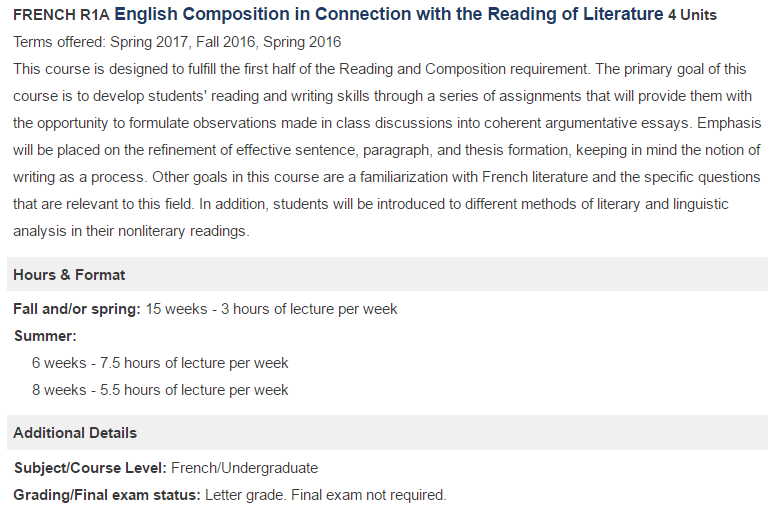 FRENCH R1A English Composition in Connection with the Reading of Literature 4 Units
Terms offered: Spring 2017, Fall 2016, Spring 2016
This course is designed to fulfill the first half of the Reading and Composition requirement. The primary goal of this
course is to develop students' reading and writing skills through a series of assignments that will provide them with
the opportunity to formulate observations made in class discussions into coherent argumentative essays. Emphasis
will be placed on the refinement of effective sentence, paragraph, and thesis formation, keeping in mind the notion of
writing as a process. Other goals in this course are a familiarization with French literature and the specific questions
that are relevant to this field. In addition, students will be introduced to different methods of literary and linguistic
analysis in their nonliterary readings.
Hours & Format
Fall and/or spring: 15 weeks - 3 hours of lecture per week
Summer:
6 weeks - 7.5 hours of lecture per week
8 weeks - 5.5 hours of lecture per week
Additional Details
Subject/Course Level: French/Undergraduate
Grading/Final exam status: Letter grade. Final exam not required.